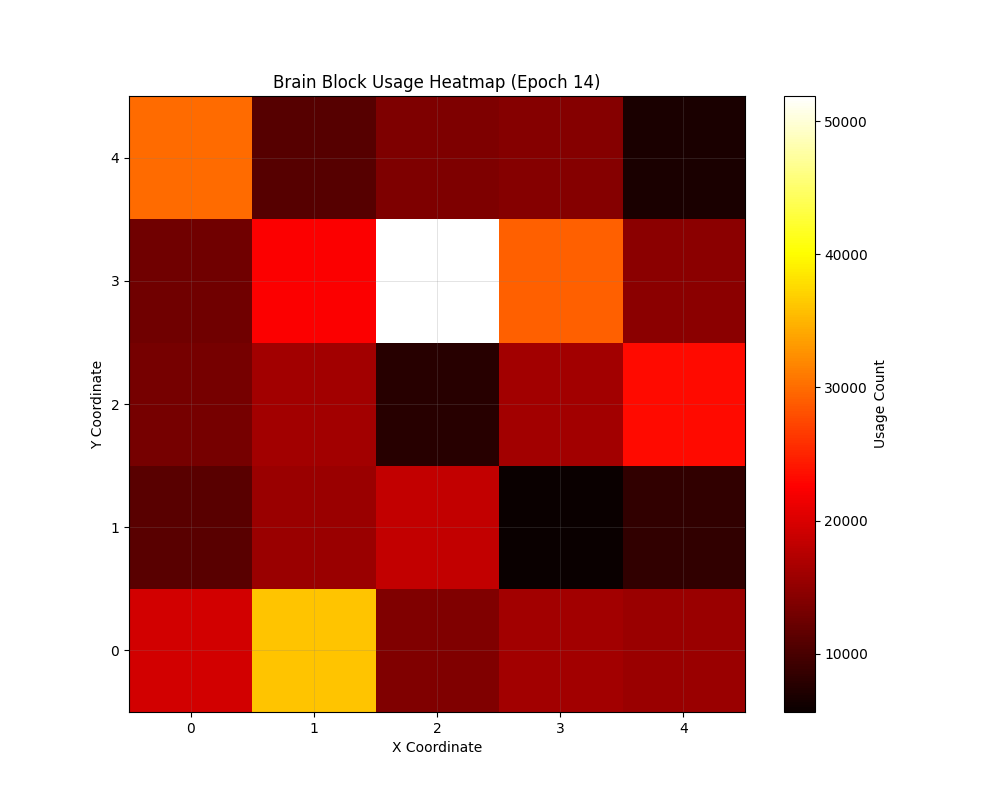 Brain Block Usage Heatmap (Epoch 14)
50000
40000
30000
20000
10000
Usage Count
4
3
2
1
0
Y Coordinate
0 1 2 3 4
X Coordinate